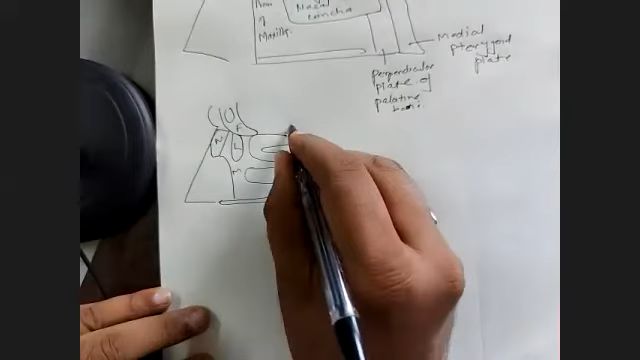 Nasal
concha
Maxilla.
Medial
pterygoid
plate
perpendicular
plate of
palatine
bone
F
N
L
M